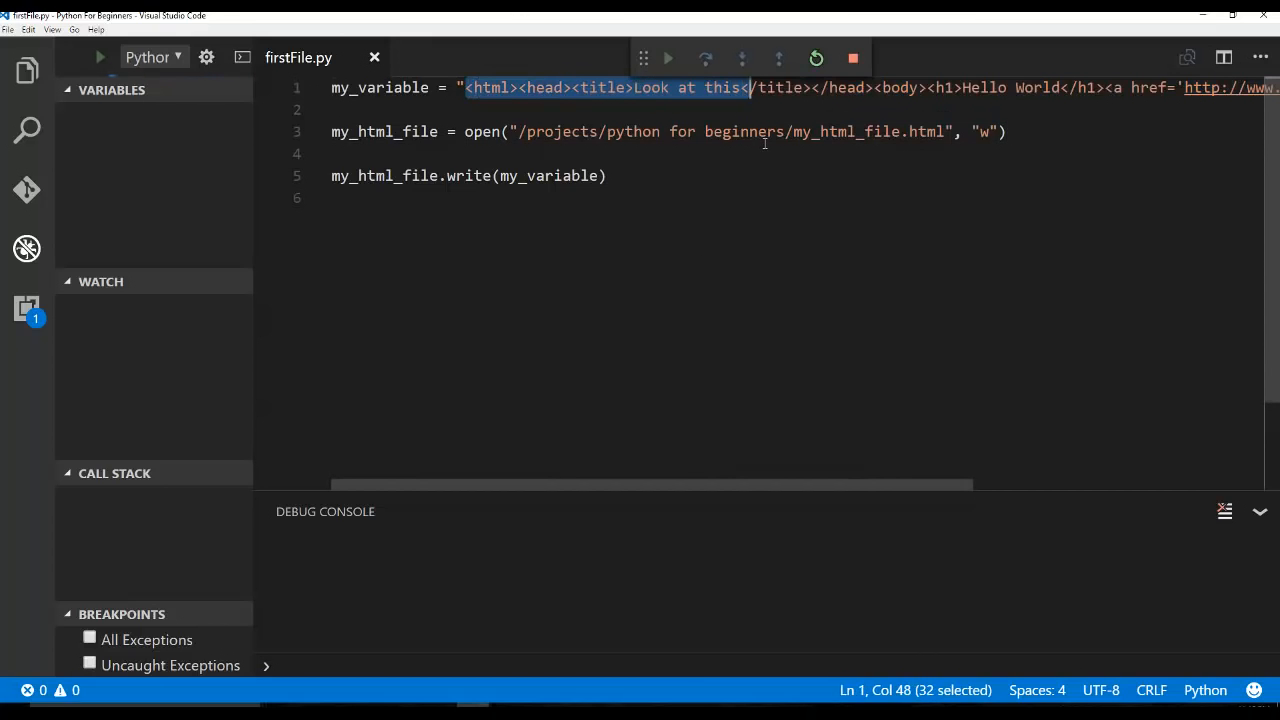 firstFile.py - Python For Beginners - Visual Studio Code
File Edit View Go Help
Python
firstFile.py
VARIABLES
1 my_variable = "<html><head><title>Look at this</title></head><body><h1>Hello World</h1><a href='http://www.
2
3 my_html_file = open("/projects/python for beginners/my_html_file.html", "w")
4
5 my_html_file.write(my_variable)
6
WATCH
1
CALL STACK
DEBUG CONSOLE
BREAKPOINTS
All Exceptions
Uncaught Exceptions
0 0 Ln 1, Col 48 (32 selected) Spaces: 4 UTF-8 CRLF Python